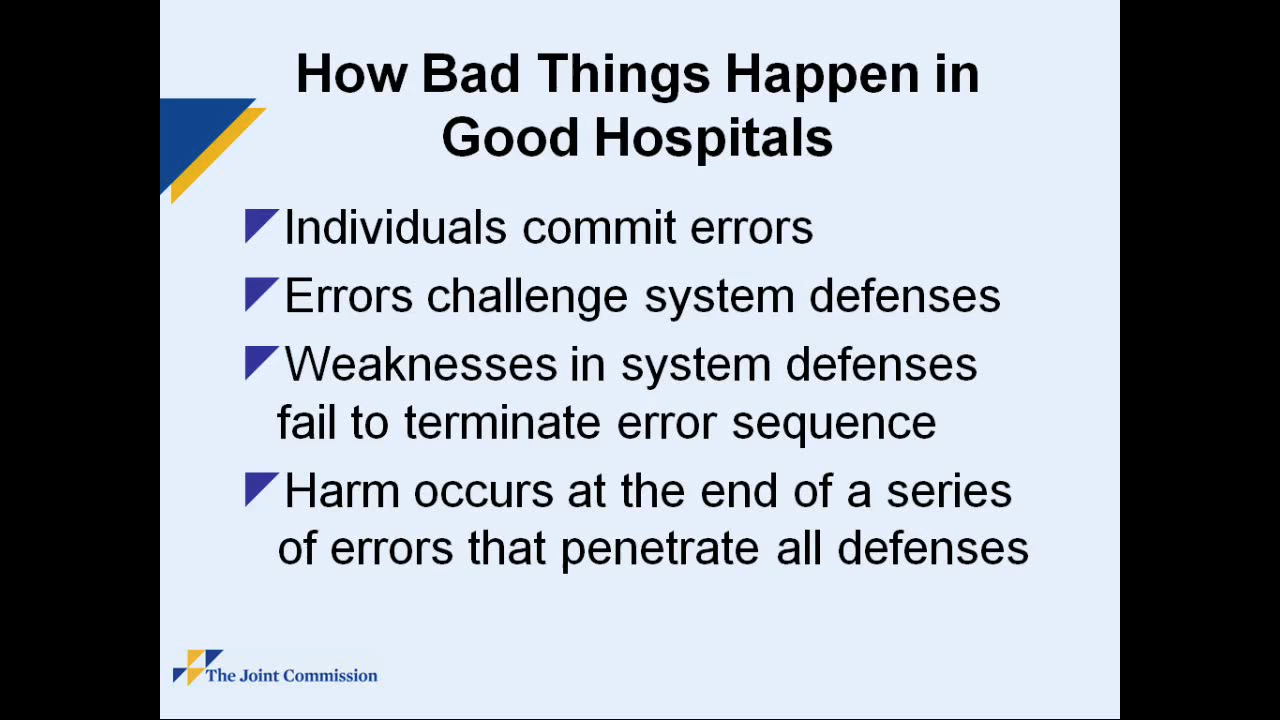 How Bad Things Happen in
Good Hospitals
Individuals commit errors
Errors challenge system defenses
Weaknesses in system defenses
fail to terminate error sequence
Harm occurs at the end of a series
of errors that penetrate all defenses
The Joint Commission